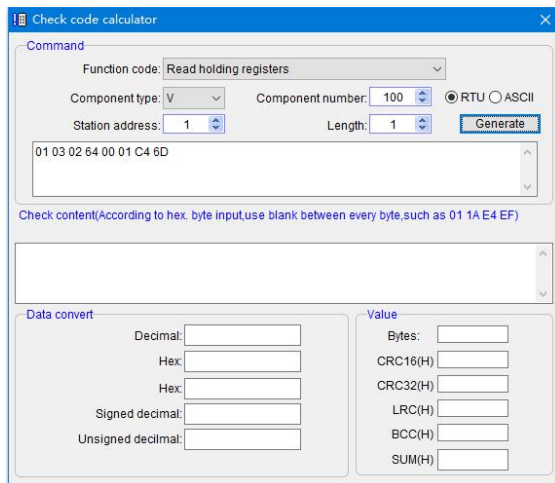 Check code calculator
Command
Function code: Read holding registers
Component type: V Component number: 100 RTU ASCII
Station address: 1 Length: 1 Generate
01 03 02 64 00 01 C4 6D
Check content(According to hex. byte input,use blank between every byte,such as 01 1A E4 EF)
Data convert
Decimal:
Hex:
Hex:
Signed decimal:
Unsigned decilmal:
Value
Bytes:
CRC16(H)
CRC32(H)
LRC(H)
BCC(H)
SUM(H)